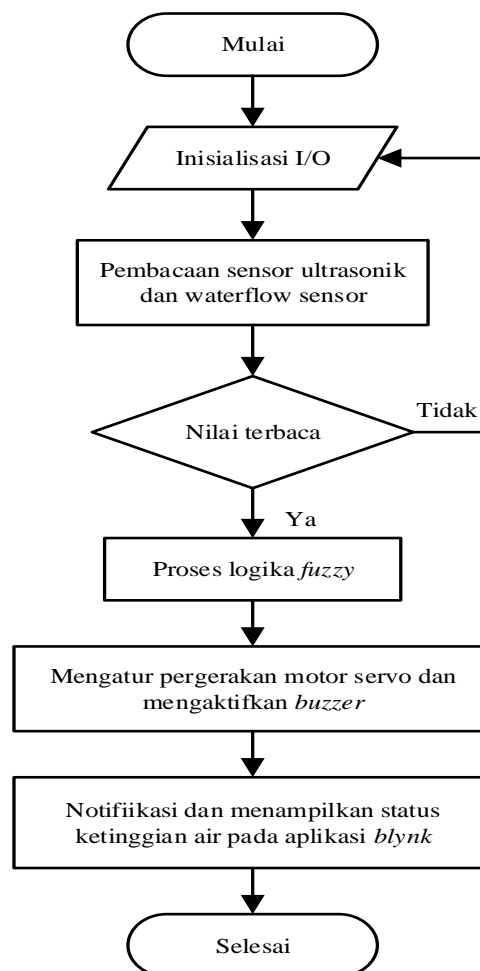 Mulai
Inisialisasi I/O
Pembacaan sensor ultrasonik
dan waterflow sensor
Nilai terbaca
Tidak
Ya
Proses logika fuzzy
Mengatur pergerakan motor servo dan
mengaktifkan buzzer
Notifiikasi dan menampilkan status
ketinggian air pada aplikasi blynk
Selesai